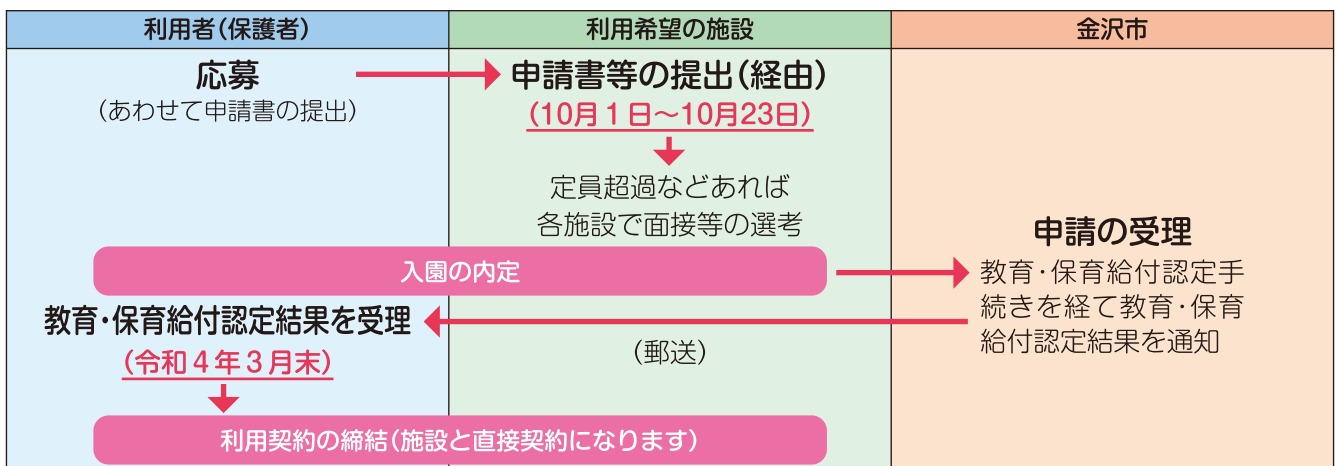 利用者（保護者）
利用希望の施設
金沢市
応募
（あわせて申請書の提出）
申請書等の提出（経由）
（10月１日～10月23日）
定員超過などあれば
各施設で面接等の選考
入園の内定
申請の受理
教育・保育給付認定手
続きを経て教育・保育
給付認定結果を通知
教育・保育給付認定結果を受理
（令和４年３月末）
（郵送）
利用契約の締結（施設と直接契約になります）